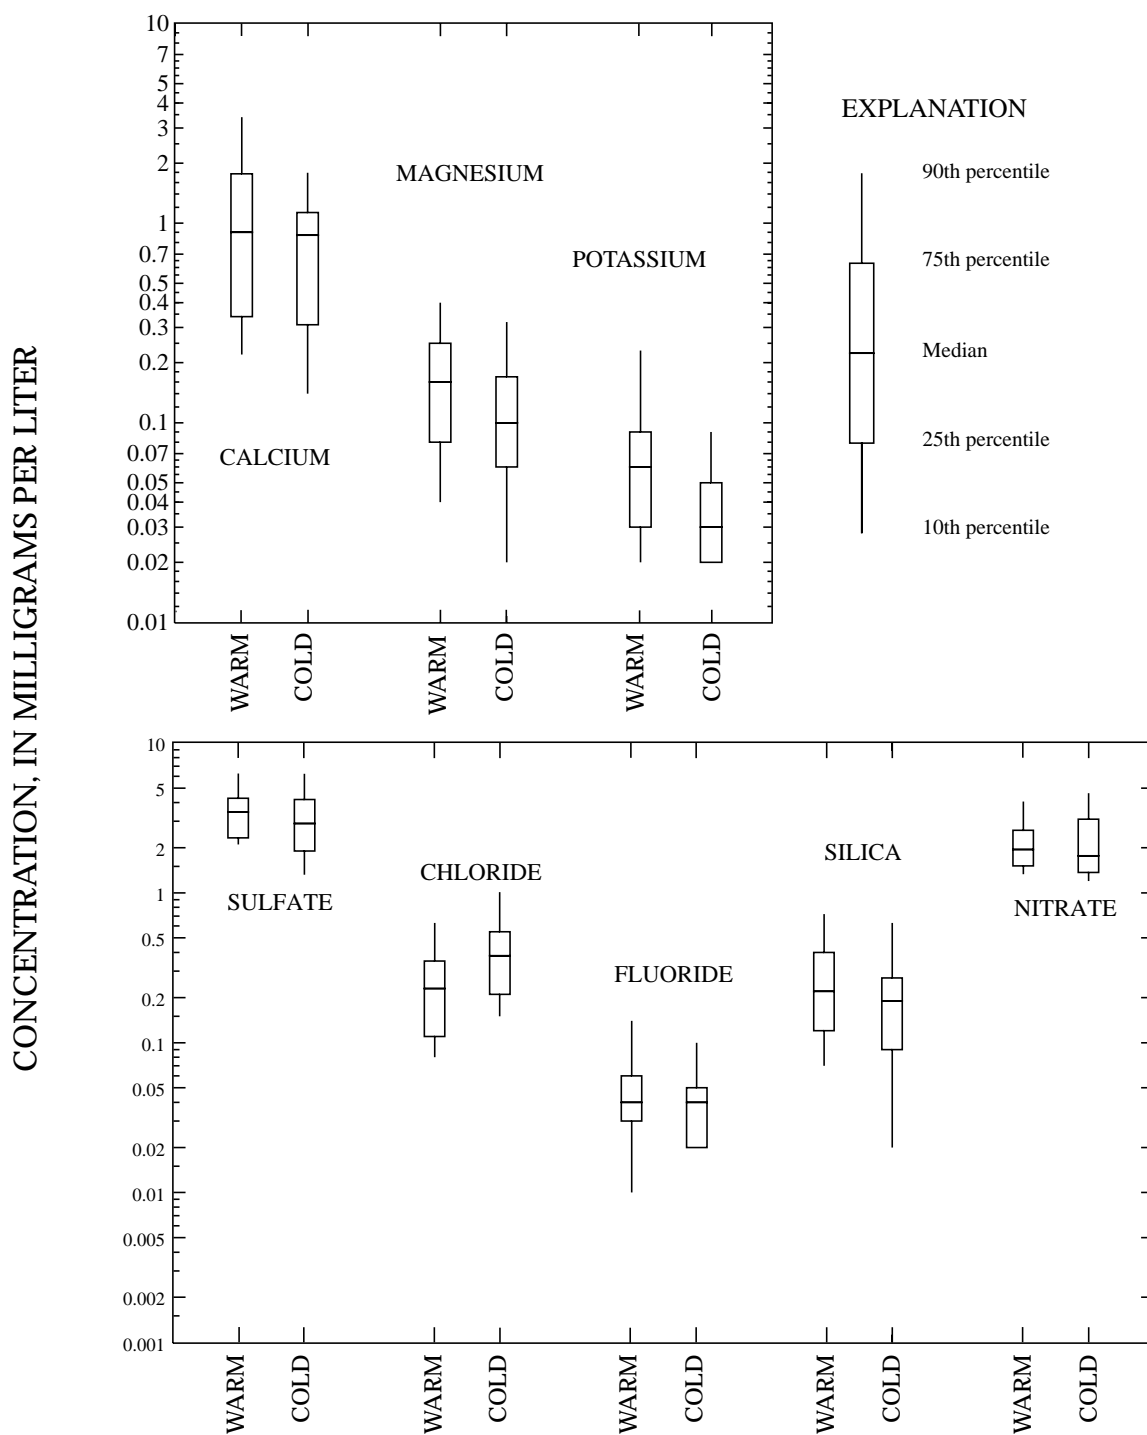 CONCENTRATION, IN MILLIGRAMS PER LITER
10
7
5
4
3
2
1
0.7
0.5
0.4
0.3
0.2
0.1
0.07
0.05
0.04
0.03
0.02
0.01
MAGNESIUM
POTASSIUM
CALCIUM
WARM
COLD
WARM
COLD
WARM
COLD
EXPLANATION
90th percentile
75th percentile
Median
25th percentile
10th percentile
10
5
2
1
0.5
0.2
0.1
0.05
0.02
0.01
0.005
0.002
0.001
SILICA
CHLORIDE
SULFATE
NITRATE
FLUORIDE
WARM
COLD
WARM
COLD
WARM
COLD
WARM
COLD
WARM
COLD